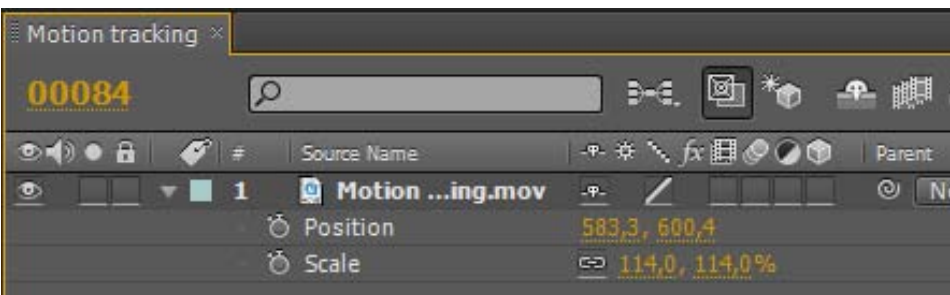 Motion tracking ×
00084
# Source Name fx Parent
1 Motion ...ing.mov
Position 583,3, 600,4
Scale 114,0, 114,0%